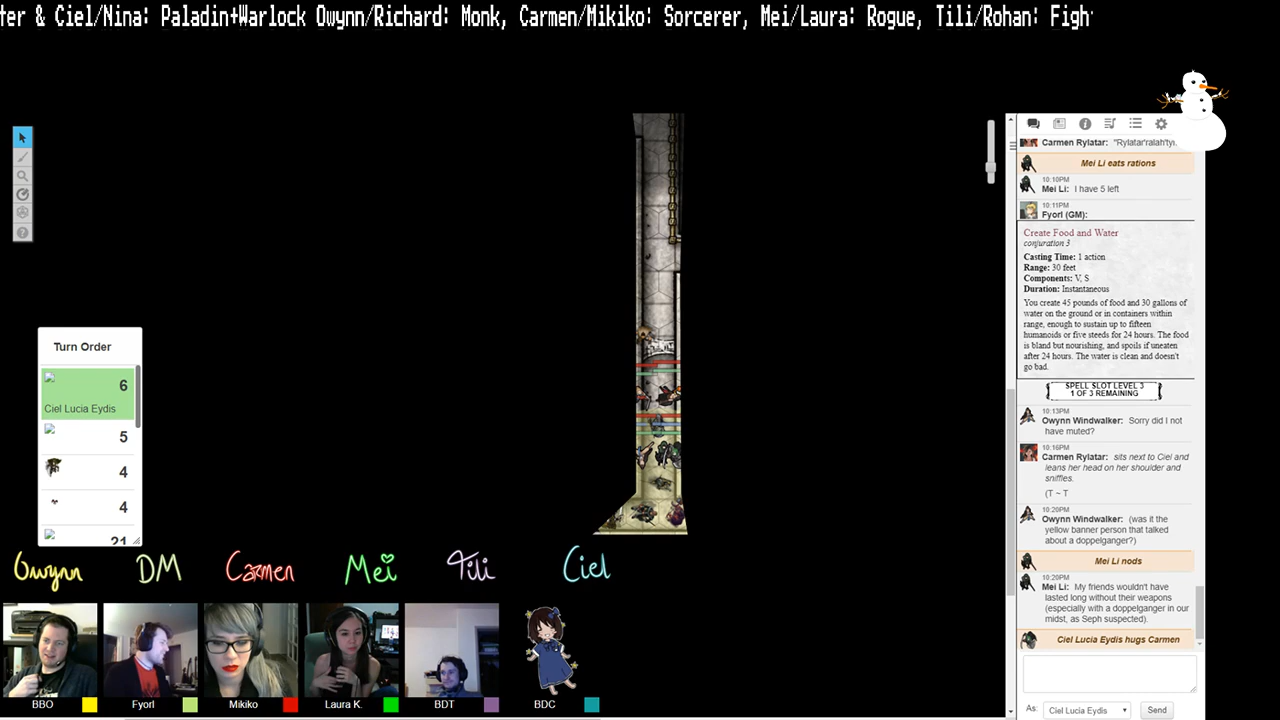 ter & Ciel/Nina: Paladin+Warlock Owynn/Richard: Monk, Carmen/Mikiko: Sorcerer, Mei/Laura: Rogue, Tili/Rohan: Figh
Turn Order
6
Ciel Lucia Eydis
5
4
4
21
Carmen Rylatar: "Rylatar'ralah'tyr.
Mei Li eats rations
10:10PM
Mei Li: I have 5 left
10:11PM
Fyorl (GM):
Create Food and Water
conjuration 3
Casting Time: 1 action
Range: 30 feet
Components: V, S
Duration: Instantaneous
You create 45 pounds of food and 30 gallons of
water on the ground or in containers within
range, enough to sustain up to fifteen
humanoids or five steeds for 24 hours. The food
is bland but nourishing, and spoils if uneaten
after 24 hours. The water is clean and doesn't
go bad.
SPELL SLOT LEVEL 3
1 OF 3 REMAINING
10:13PM
Owynn Windwalker: Sorry did I not
have muted?
10:16PM
Carmen Rylatar: sits next to Ciel and
leans her head on her shoulder and
sniffles.
(T ~ T
10:20PM
Owynn Windwalker: (was it the
yellow banner person that talked
about a doppelganger?)
Mei Li nods
10:20PM
Mei Li: My friends wouldn't have
lasted long without their weapons
(especially with a doppelganger in our
midst, as Seph suspected).
Ciel Lucia Eydis hugs Carmen
As: Ciel Lucia Eydis Send
Owynn DM Carmen Mei Tili Ciel
BBO Fyorl Mikiko Laura K. BDT BDC